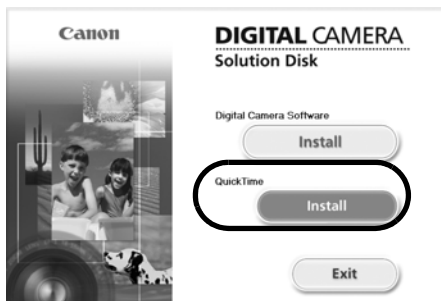 Canon
DIGITAL CAMERA
Solution Disk
Digital Camera Software
Install
QuickTime
Install
Exit